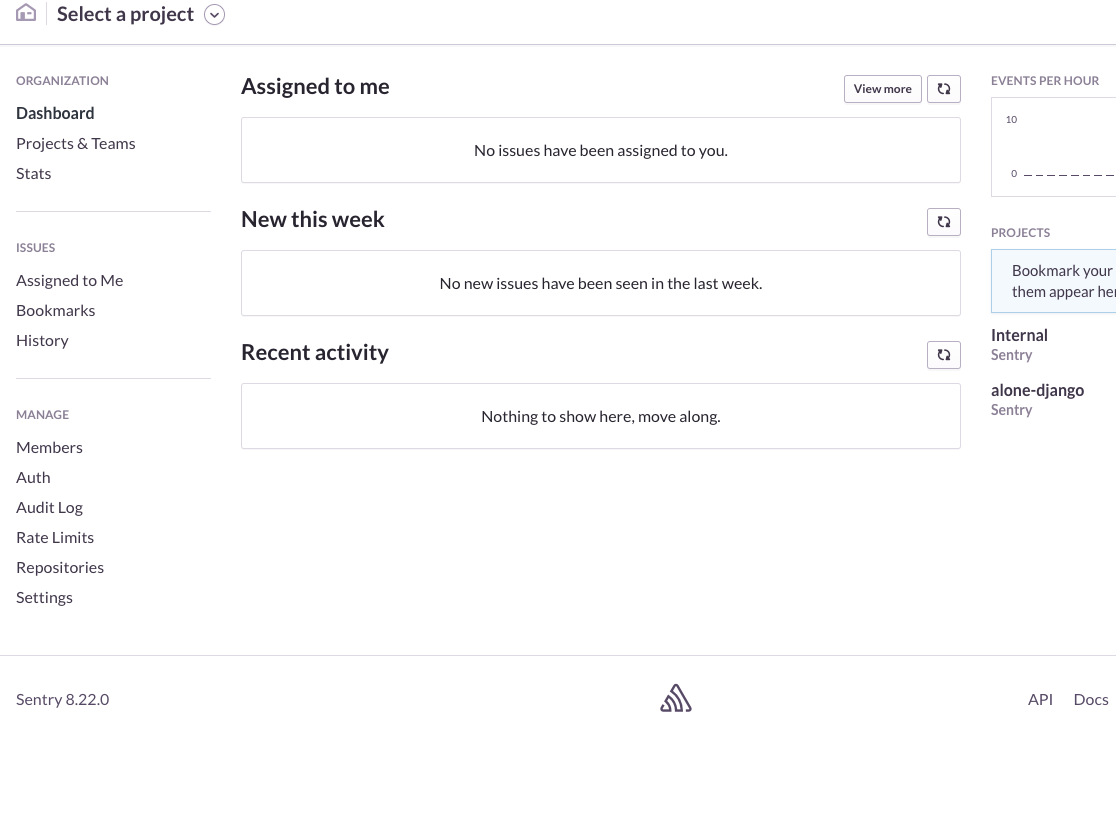 Select a project
ORGANIZATION
Dashboard
Projects & Teams
Stats
ISSUES
Assigned to Me
Bookmarks
History
MANAGE
Members
Auth
Audit Log
Rate Limits
Repositories
Settings
Assigned to me
View more
No issues have been assigned to you.
New this week
No new issues have been seen in the last week.
Recent activity
Nothing to show here, move along.
EVENTS PER HOUR
10
0
PROJECTS
Bookmark your
them appear
Internal
Sentry
alone-django
Sentry
Sentry 8.22.0
API Docs